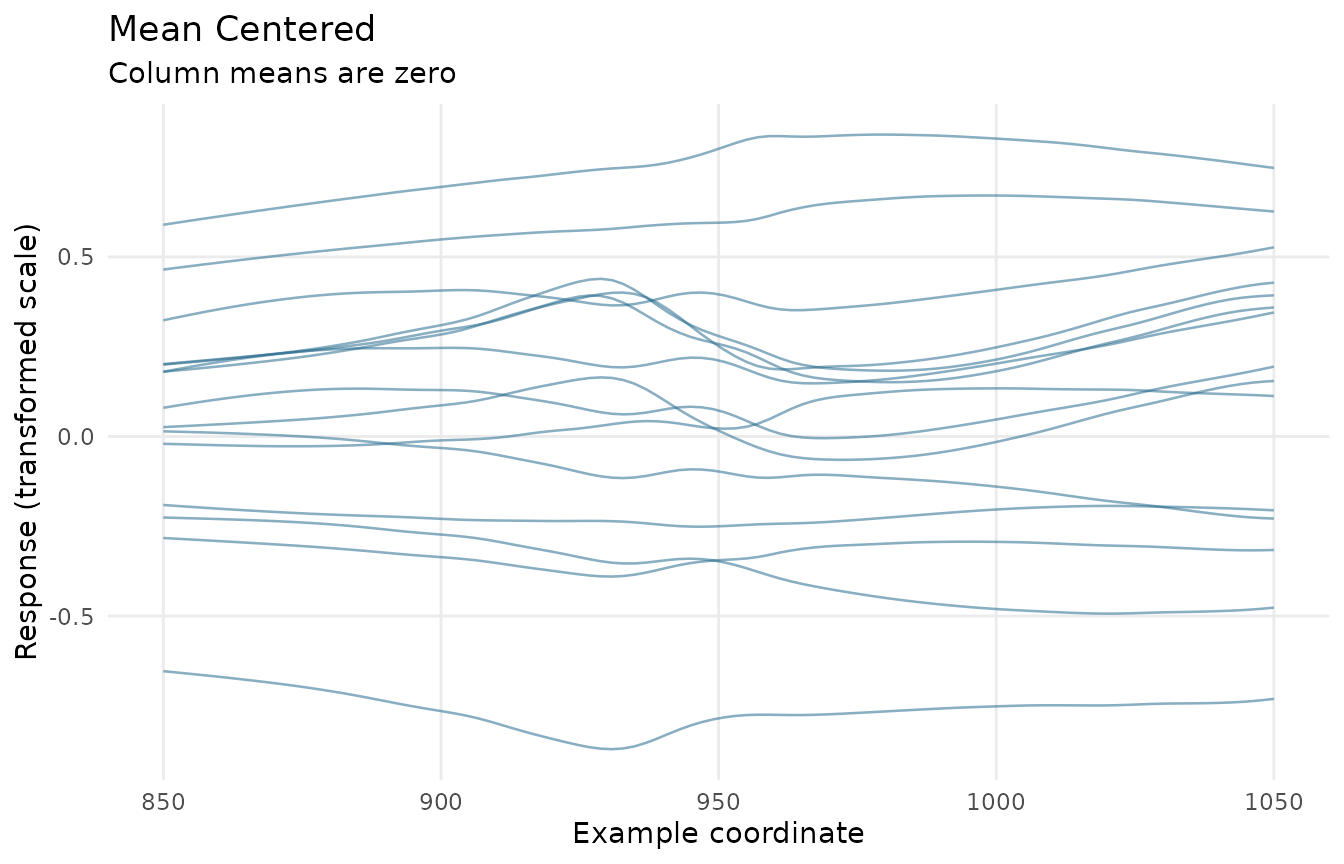 Mean Centered
Column means are zero
Response (transformed scale)
0.5
0.0
-0.5
850 900 950 1000 1050
Example coordinate